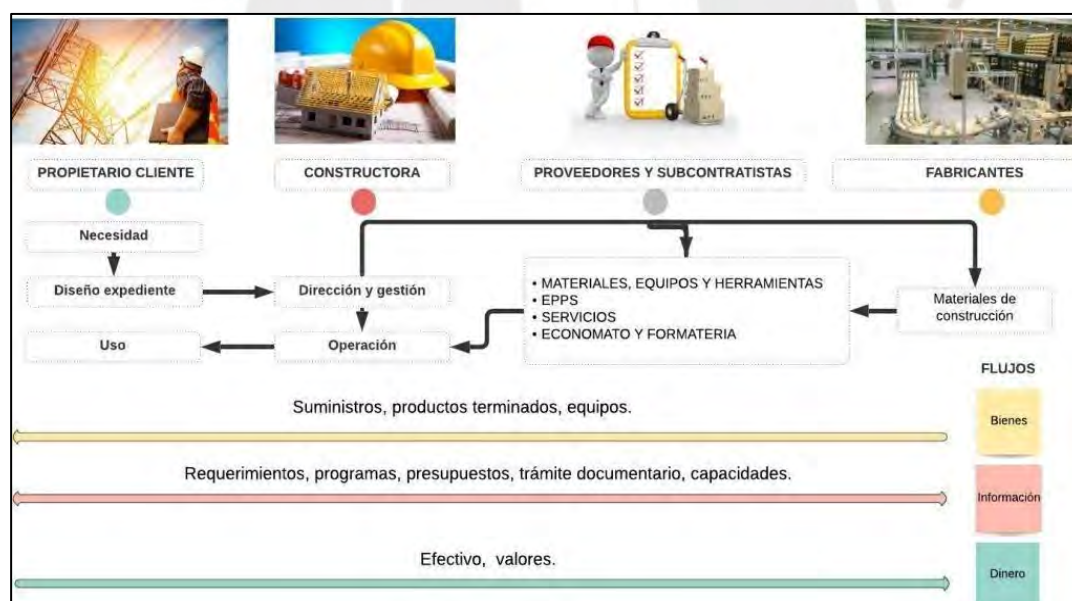 PROPIETARIO CLIENTE
CONSTRUCTORA
PROVEEDORES Y SUBCONTRATISTAS
FABRICANTES
Necesidad
Diseño expediente
Dirección y gestión
• MATERIALES, EQUIPOS Y HERRAMIENTAS
• EPPS
• SERVICIOS
• ECONOMATO Y FORMATERIA
Materiales de
construcción
Uso
Operación
FLUJOS
Suministros, productos terminados, equipos.
Bienes
Requerimientos, programas, presupuestos, trámite documentario, capacidades.
Información
Efectivo, valores.
Dinero